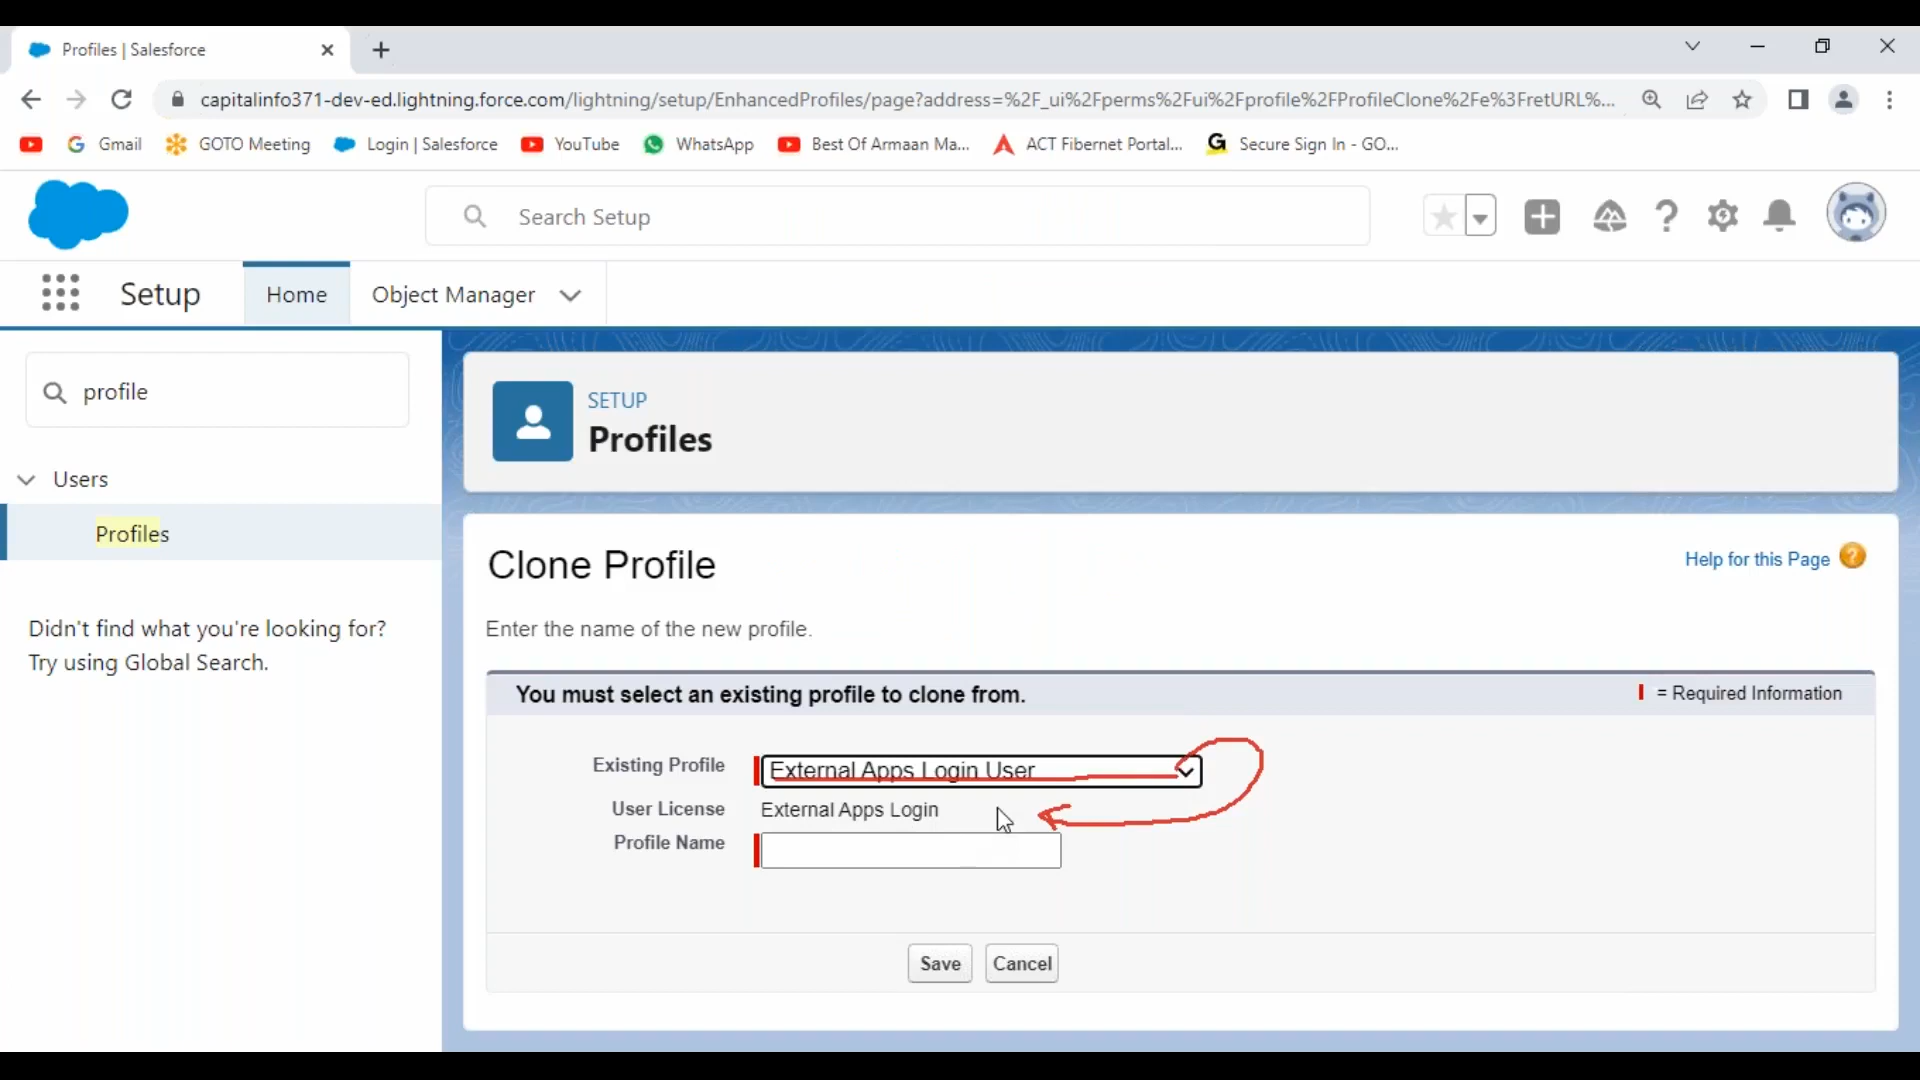 Profiles | Salesforce
capitalinfo371-dev-ed.lightning.force.com/lightning/setup/EnhancedProfiles/page?address=%2F_ui%2Fperms%2Fui%2Fprofile%2FProfileClone%2Fe%3FretURL%...
Gmail GOTO Meeting Login | Salesforce YouTube WhatsApp Best Of Armaan Ma... ACT Fibernet Portal... Secure Sign In - GO...
Search Setup
Setup Home Object Manager
profile
Users
Profiles
Didn't find what you're looking for?
Try using Global Search.
SETUP
Profiles
Clone Profile
Help for this Page
Enter the name of the new profile.
You must select an existing profile to clone from.
= Required Information
Existing Profile External Apps Login User
User License External Apps Login
Profile Name
Save Cancel